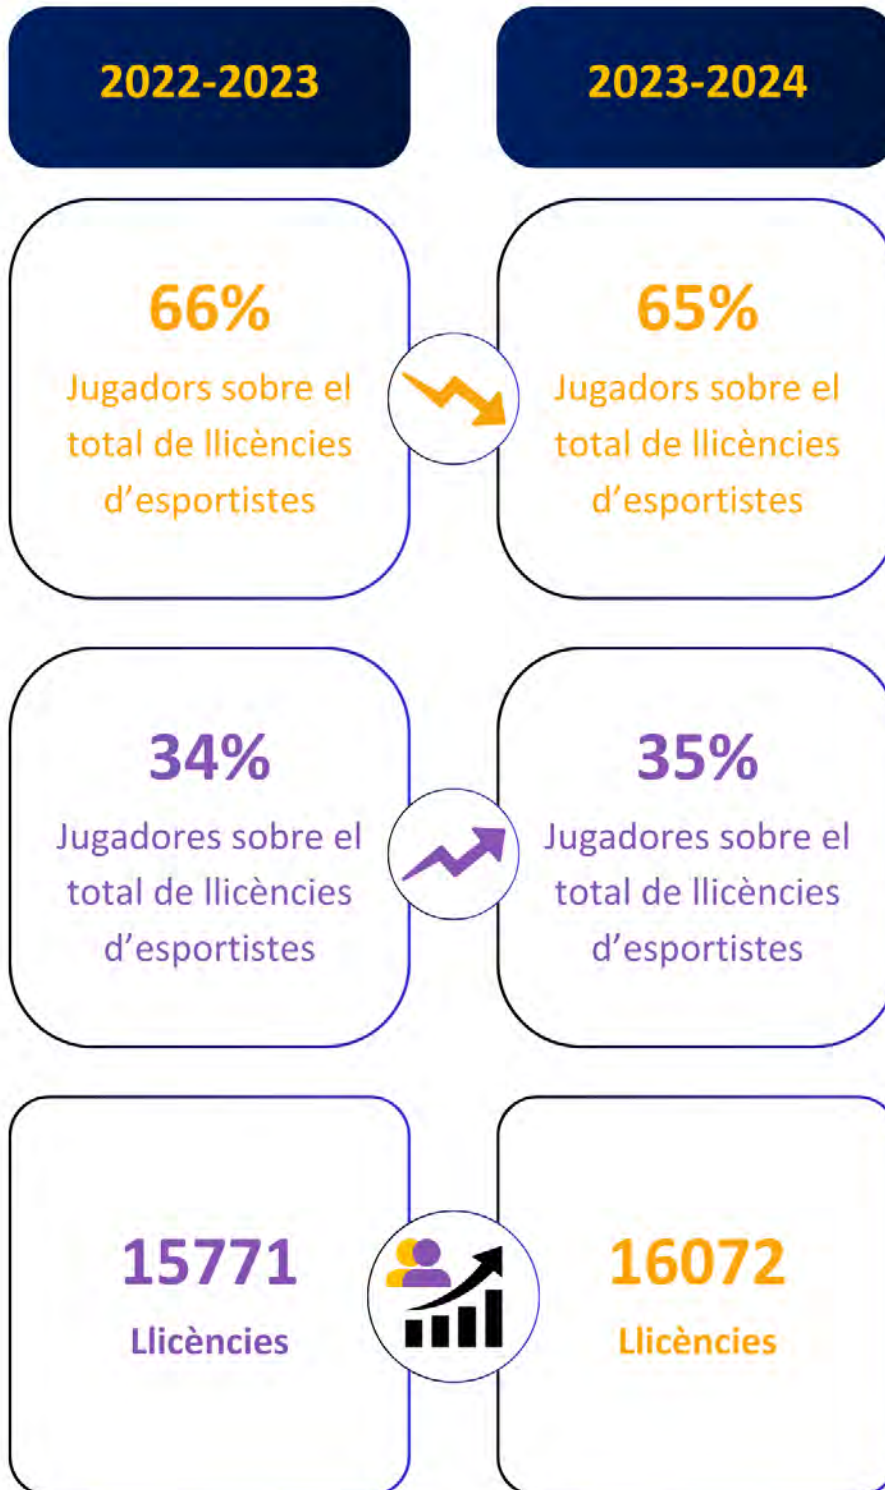 2022-2023
2023-2024
66%
Jugadors sobre el
total de llicències
d’esportistes
65%
Jugadors sobre el
total de llicències
d’esportistes
34%
Jugadores sobre el
total de llicències
d’esportistes
35%
Jugadores sobre el
total de llicències
d’esportistes
15771
Llicències
16072
Llicències